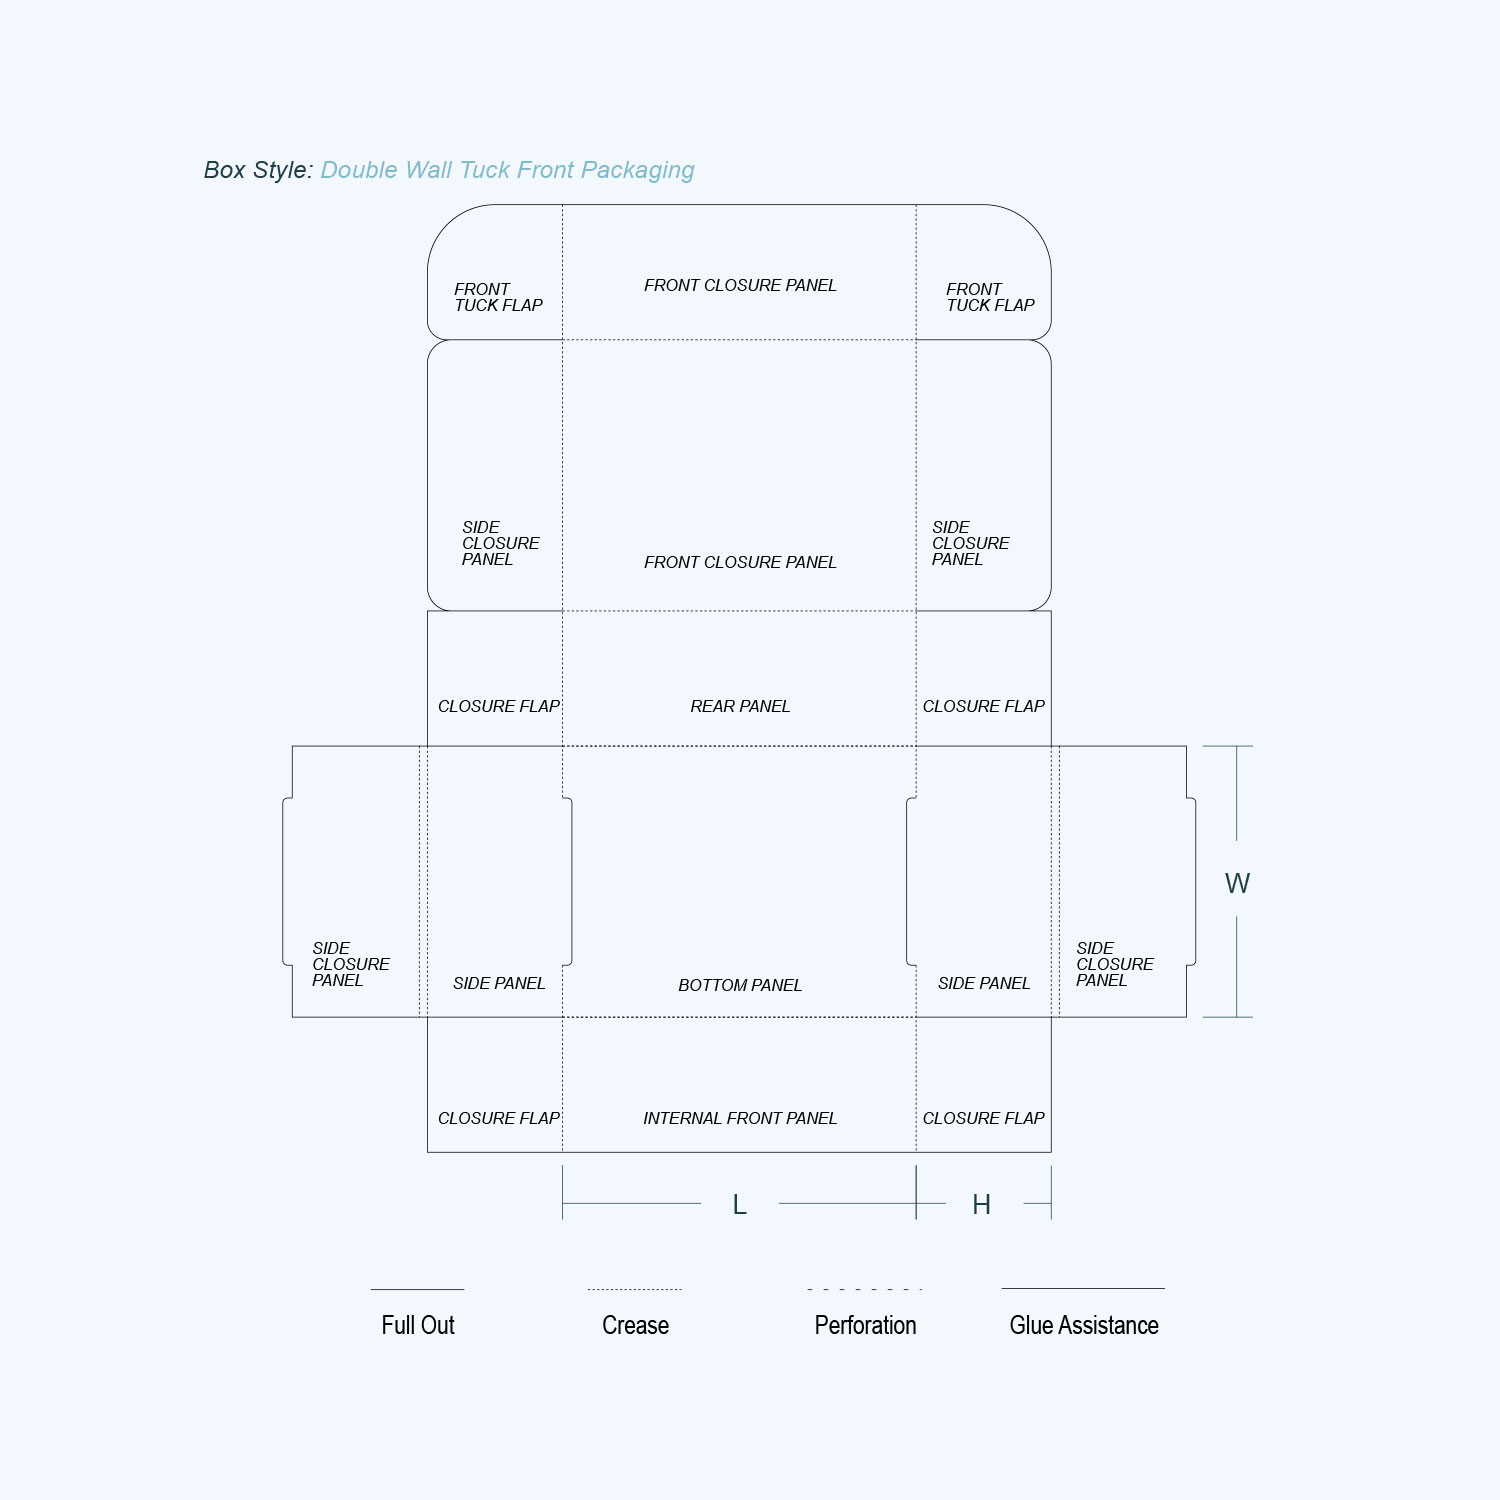 Box Style: Double Wall Tuck Front Packaging
FRONT
TUCK FLAP
FRONT CLOSURE PANEL
FRONT
TUCK FLAP
SIDE
CLOSURE
PANEL
FRONT CLOSURE PANEL
SIDE
CLOSURE
PANEL
CLOSURE FLAP
REAR PANEL
CLOSURE FLAP
SIDE
CLOSURE
PANEL
SIDE PANEL
BOTTOM PANEL
SIDE PANEL
SIDE
CLOSURE
PANEL
W
CLOSURE FLAP
INTERNAL FRONT PANEL
CLOSURE FLAP
L
H
Full Out
Crease
Perforation
Glue Assistance